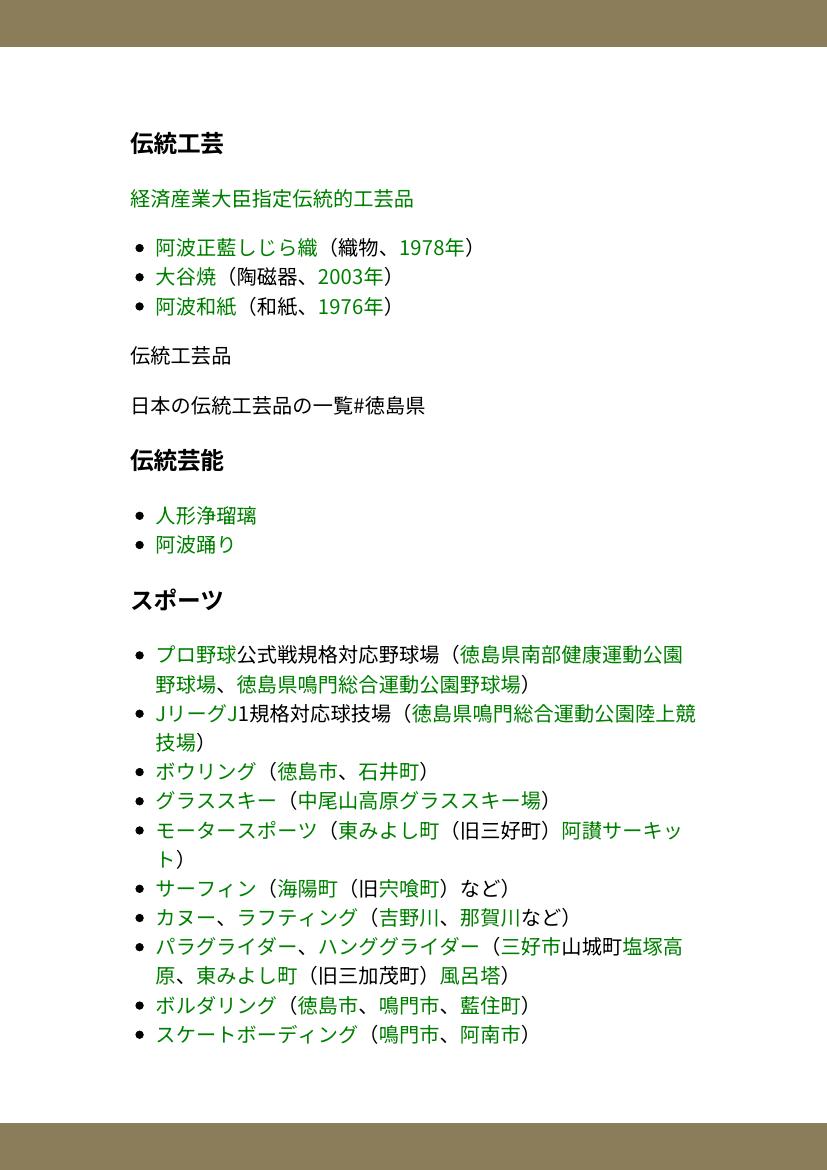 伝統工芸
経済産業大臣指定伝統的工芸品
阿波正藍しじら織（織物、1978年）
大谷焼（陶磁器、2003年）
阿波和紙（和紙、1976年）
伝統工芸品
日本の伝統工芸品の一覧#徳島県
伝統芸能
人形浄瑠璃
阿波踊り
スポーツ
プロ野球公式戦規格対応野球場（徳島県南部健康運動公園
野球場、徳島県鳴門総合運動公園野球場）
JリーグJ1規格対応球技場（徳島県鳴門総合運動公園陸上競
技場）
ボウリング（徳島市、石井町）
グラススキー（中尾山高原グラススキー場）
モータースポーツ（東みよし町（旧三好町）阿讃サーキッ
ト）
サーフィン（海陽町（旧宍喰町）など）
カヌー、ラフティング（吉野川、那賀川など）
パラグライダー、ハンググライダー（三好市山城町塩塚高
原、東みよし町（旧三加茂町）風呂塔）
ボルダリング（徳島市、鳴門市、藍住町）
スケートボーディング（鳴門市、阿南市）